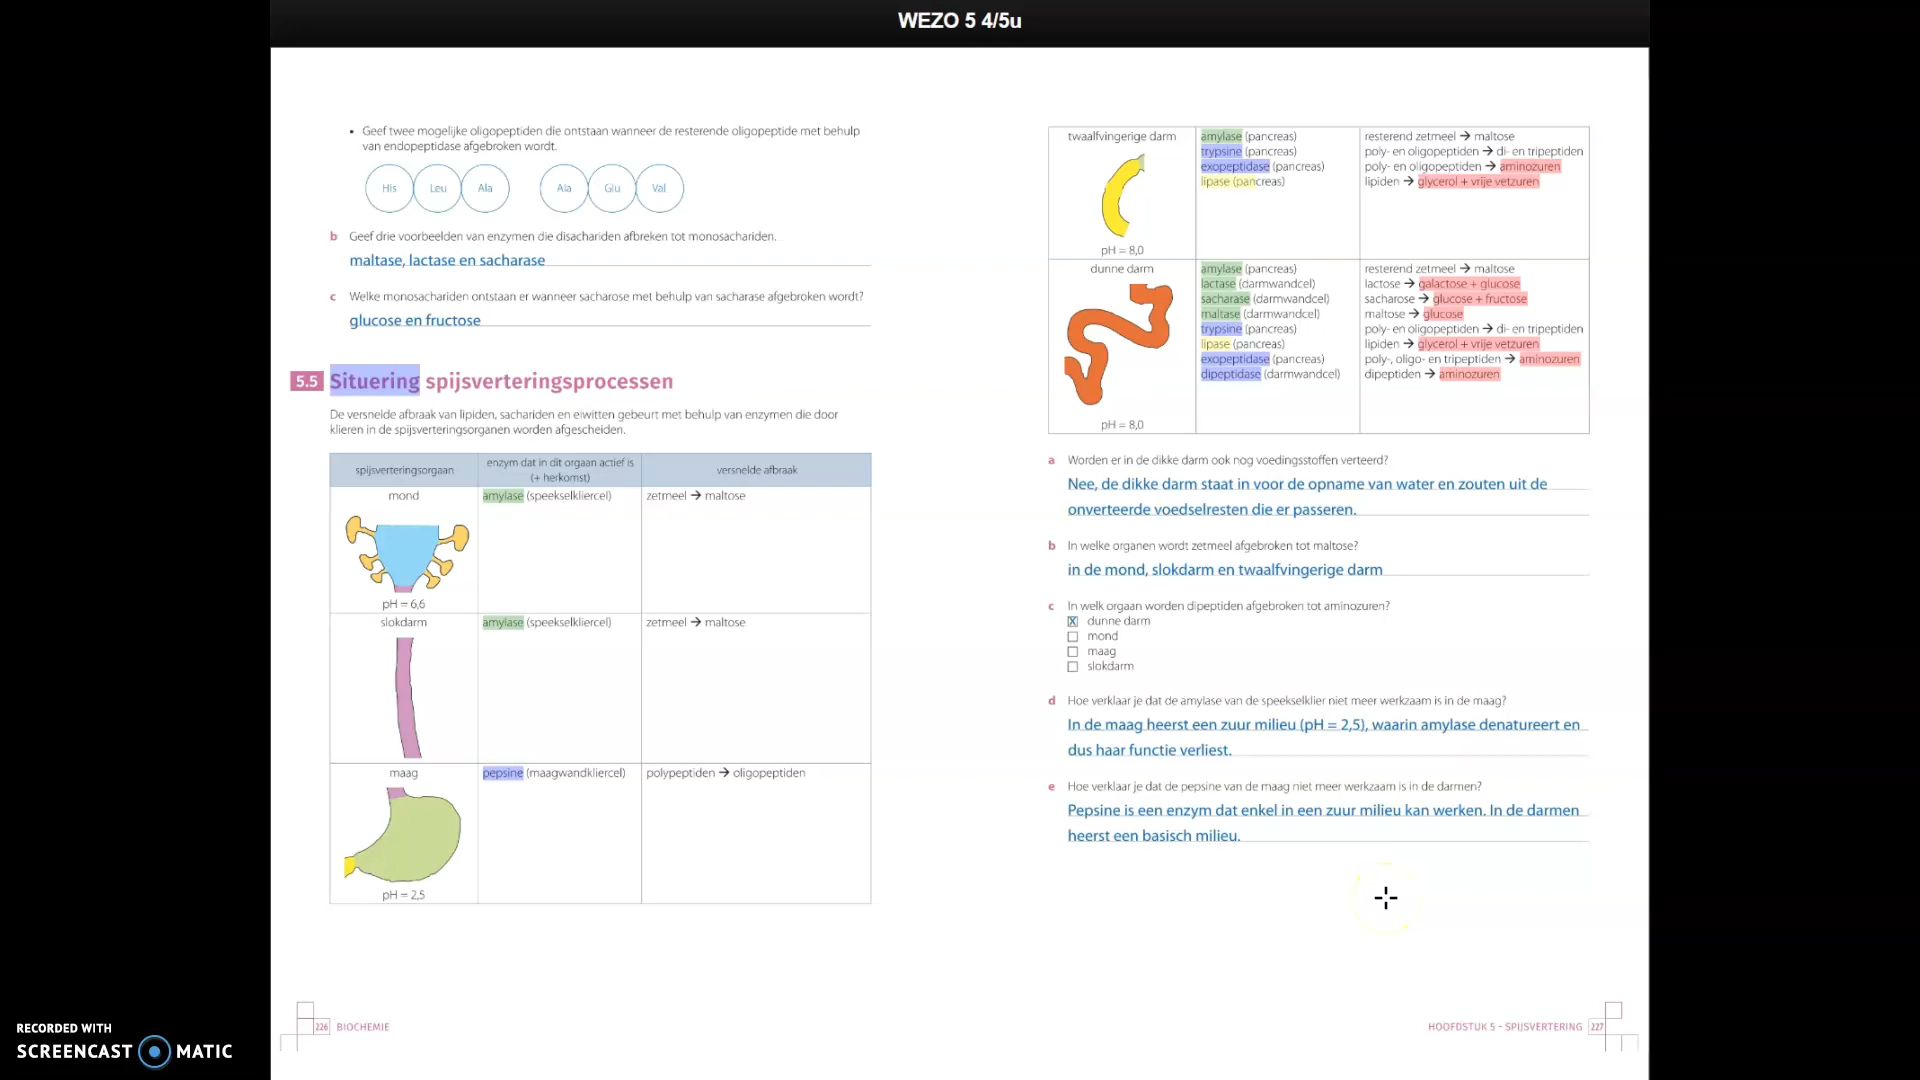 WEZO 5 4/5u
• Geef twee mogelijke oligopeptiden die ontstaan wanneer de resterende oligopeptide met behulp
van endopeptidase afgebroken wordt.
His Leu Ala Ala Glu Val
b Geef drie voorbeelden van enzymen die disachariden afbreken tot monosachariden.
maltase, lactase en sacharase
c Welke monosachariden ontstaan er wanneer sacharose met behulp van sacharase afgebroken wordt?
glucose en fructose
5.5 Situering spijsverteringsprocessen
De versnelde afbraak van lipiden, sachariden en eiwitten gebeurt met behulp van enzymen die door
klieren in de spijsverteringsorganen worden afgescheiden.
spijsverteringsorgaan
enzym dat in dit orgaan actief is
(+ herkomst)
versnelde afbraak
mond
amylase (speekselkliercel)
zetmeel → maltose
pH = 6,6
slokdarm
amylase (speekselkliercel)
zetmeel → maltose
maag
pepsine (maagwandkliercel)
polypeptiden → oligopeptiden
pH = 2,5
226 BIOCHEMIE
twaalfvingerige darm
pH = 8,0
amylase (pancreas)
trypsine (pancreas)
exopeptidase (pancreas)
lipase (pancreas)
resterend zetmeel → maltose
poly- en oligopeptiden → di- en tripeptiden
poly- en oligopeptiden → aminozuren
lipiden → glycerol + vrije vetzuren
dunne darm
pH = 8,0
amylase (pancreas)
lactase (darmwandcel)
sacharase (darmwandcel)
maltase (darmwandcel)
trypsine (pancreas)
lipase (pancreas)
exopeptidase (pancreas)
dipeptidase (darmwandcel)
resterend zetmeel → maltose
lactose → galactose + glucose
sacharose → glucose + fructose
maltose → glucose
poly- en oligopeptiden → di- en tripeptiden
lipiden → glycerol + vrije vetzuren
poly-, oligo- en tripeptiden → aminozuren
dipeptiden → aminozuren
a Worden er in de dikke darm ook nog voedingsstoffen verteerd?
Nee, de dikke darm staat in voor de opname van water en zouten uit de
onverteerde voedselresten die er passeren.
b In welke organen wordt zetmeel afgebroken tot maltose?
in de mond, slokdarm en twaalfvingerige darm
c In welk orgaan worden dipeptiden afgebroken tot aminozuren?
X dunne darm
mond
maag
slokdarm
d Hoe verklaar je dat de amylase van de speekselklier niet meer werkzaam is in de maag?
In de maag heerst een zuur milieu (pH = 2,5), waarin amylase denatureert en
dus haar functie verliest.
e Hoe verklaar je dat de pepsine van de maag niet meer werkzaam is in de darmen?
Pepsine is een enzym dat enkel in een zuur milieu kan werken. In de darmen
heerst een basisch milieu.
HOOFDSTUK 5 - SPIJSVERTERING 227
RECORDED WITH
SCREENCAST MATIC